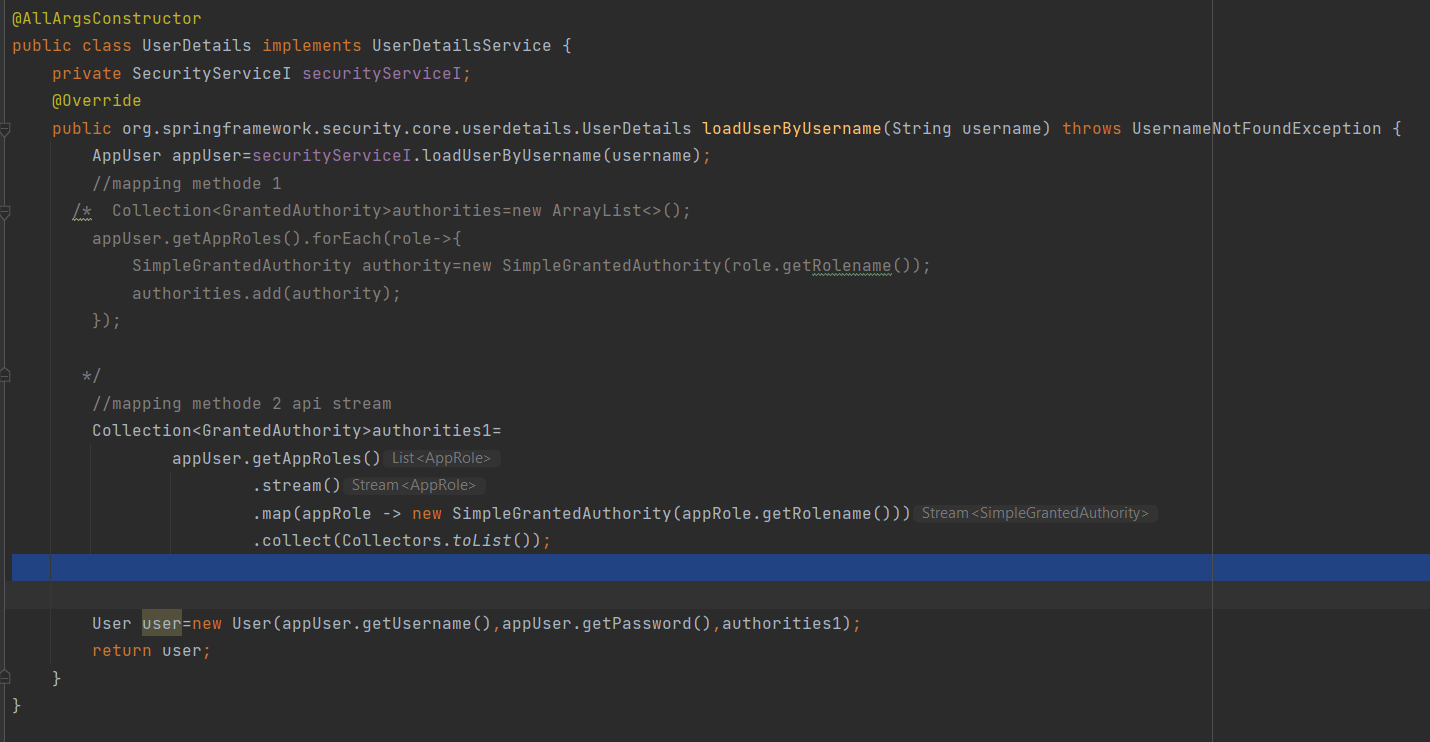 @AllArgsConstructor
public class UserDetails implements UserDetailsService {
    private SecurityServiceI securityServiceI;
    @Override
    public org.springframework.security.core.userdetails.UserDetails loadUserByUsername(String username) throws UsernameNotFoundException {
        AppUser appUser=securityServiceI.loadUserByUsername(username);
        //mapping methode 1
      /*  Collection<GrantedAuthority>authorities=new ArrayList<>();
        appUser.getAppRoles().forEach(role->{
            SimpleGrantedAuthority authority=new SimpleGrantedAuthority(role.getRolename());
            authorities.add(authority);
        });
       */
        //mapping methode 2 api stream
        Collection<GrantedAuthority>authorities1=
                appUser.getAppRoles() List<AppRole>
                        .stream() Stream<AppRole>
                        .map(appRole -> new SimpleGrantedAuthority(appRole.getRolename())) Stream<SimpleGrantedAuthority>
                        .collect(Collectors.toList());
        User user=new User(appUser.getUsername(),appUser.getPassword(),authorities1);
        return user;
    }
}